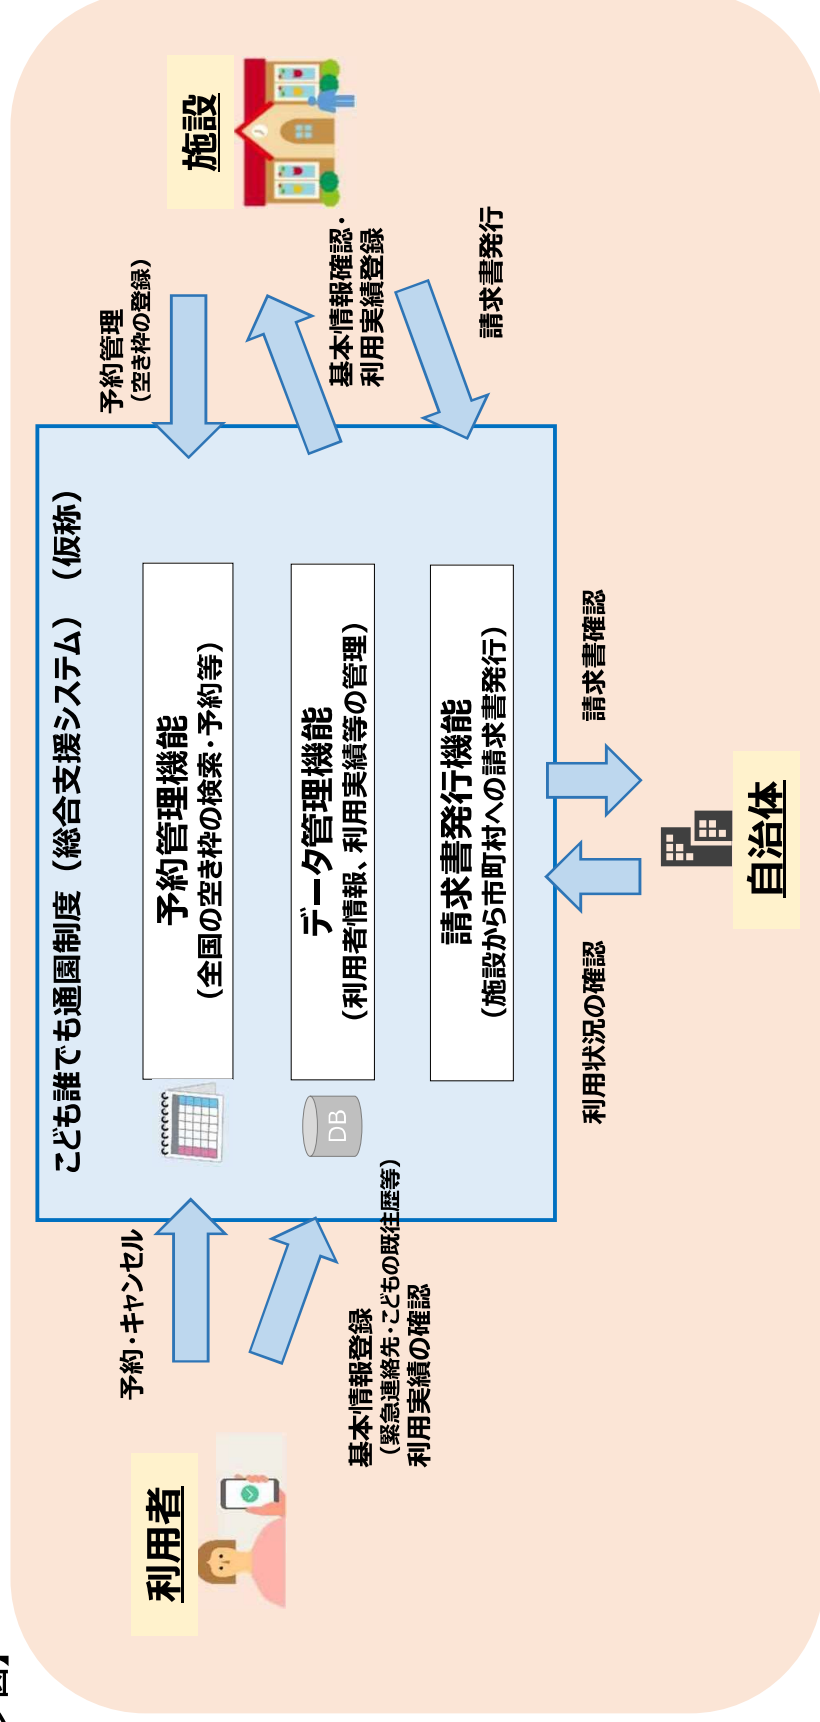 図】
こども誰でも通園制度（総合支援システム）（仮称）
利用者
予約・キャンセル
基本情報登録
（緊急連絡先・こどもの既往歴等）
利用実績の確認
予約管理機能
（全国の空き枠の検索・予約等）
DB
データ管理機能
（利用者情報、利用実績等の管理）
請求書発行機能
（施設から市町村への請求書発行）
施設
予約管理
（空き枠の登録）
基本情報確認・
利用実績登録
請求書発行
利用状況の確認
請求書確認
自治体